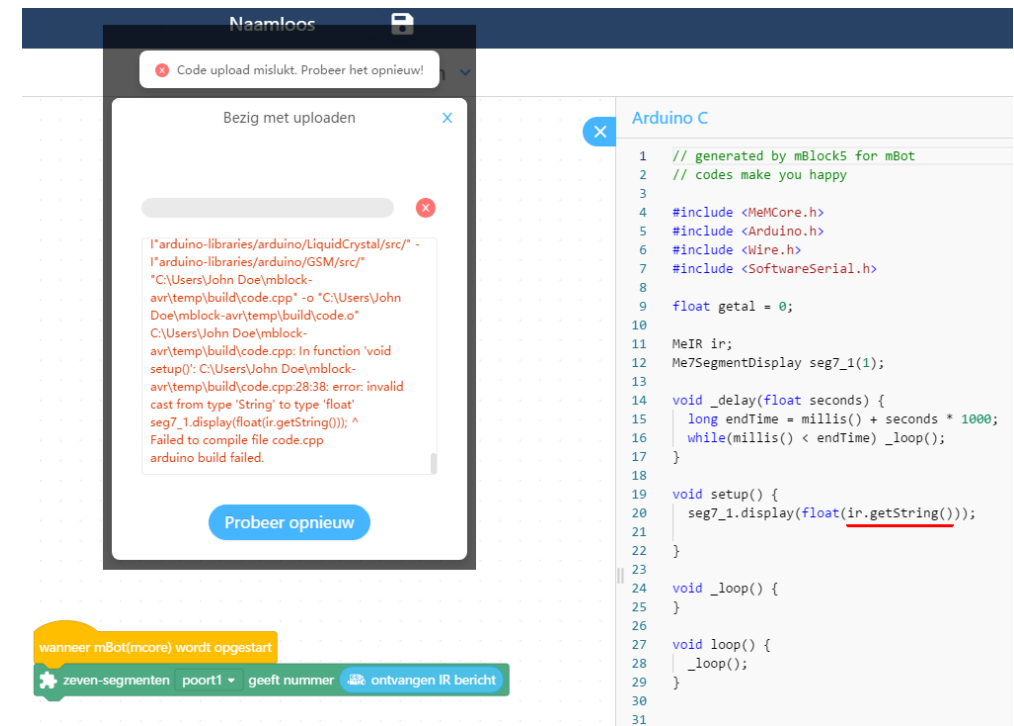 Naamloos
Code upload mislukt. Probeer het opnieuw!
Bezig met uploaden
X
I"arduino-libraries/arduino/LiquidCrystal/src/" -
I"arduino-libraries/arduino/GSM/src/"
"C:\Users\John Doe\mblock-
avr\temp\build\code.cpp" -o "C:\Users\John
Doe\mblock-avr\temp\build\code.o"
C:\Users\John Doe\mblock-
avr\temp\build\code.cpp: In function 'void
setup()': C:\Users\John Doe\mblock-
avr\temp\build\code.cpp:28:38: error: invalid
cast from type 'String' to type 'float'
seg7_1.display(float(ir.getString())); ^
Failed to compile file code.cpp
arduino build failed.
Probeer opnieuw
wanneer mBot(mcore) wordt opgestart
zeven-segmenten poort1 geeft nummer ontvangen IR bericht
Arduino C
1 // generated by mBlock5 for mBot
2 // codes make you happy
3
4 #include <MeMCore.h>
5 #include <Arduino.h>
6 #include <Wire.h>
7 #include <SoftwareSerial.h>
8
9 float getal = 0;
10
11 MeIR ir;
12 Me7SegmentDisplay seg7_1(1);
13
14 void _delay(float seconds) {
15 long endTime = millis() + seconds * 1000;
16 while(millis() < endTime) _loop();
17 }
18
19 void setup() {
20 seg7_1.display(float(ir.getString()));
21
22 }
23
24 void _loop() {
25 }
26
27 void loop() {
28 _loop();
29 }
30
31